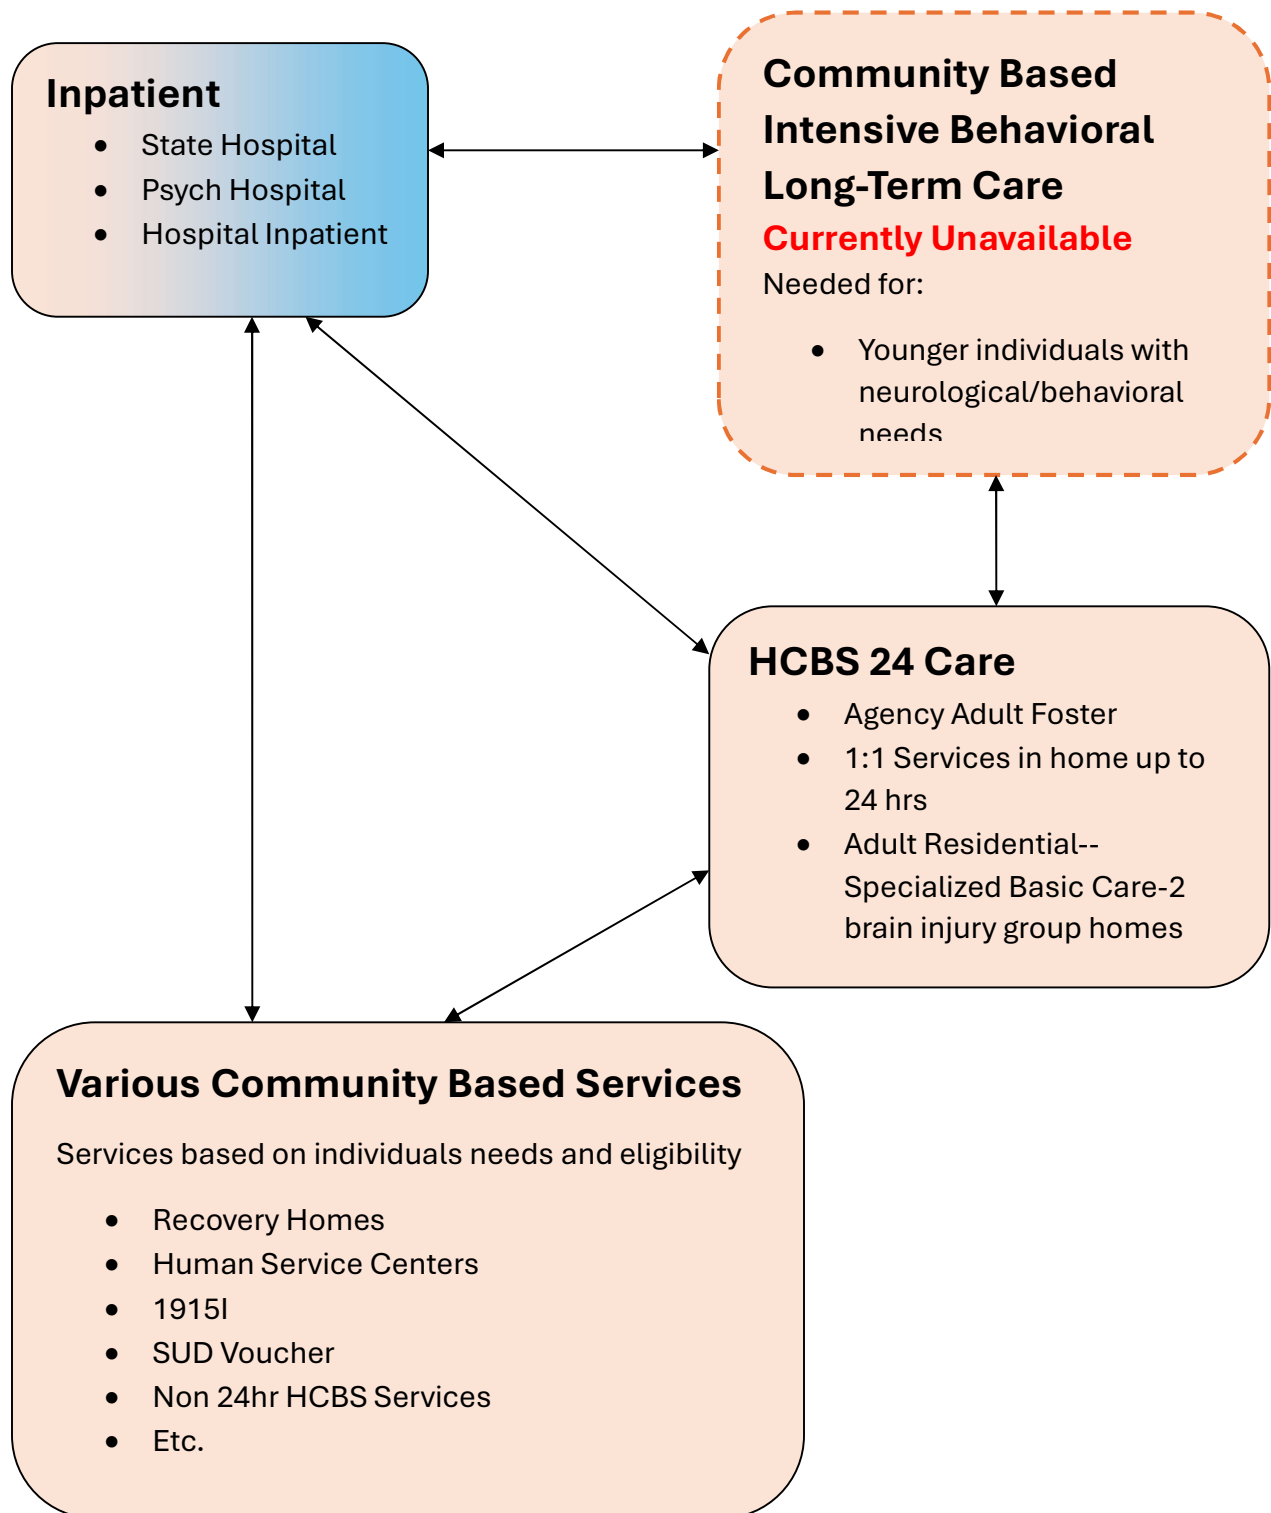 Inpatient
• State Hospital
• Psych Hospital
• Hospital Inpatient
Community Based
Intensive Behavioral
Long-Term Care
Currently Unavailable
Needed for:
• Younger individuals with
neurological/behavioral
needs
HCBS 24 Care
• Agency Adult Foster
• 1:1 Services in home up to
24 hrs
• Adult Residential--
Specialized Basic Care-2
brain injury group homes
Various Community Based Services
Services based on individuals needs and eligibility
• Recovery Homes
• Human Service Centers
• 1915I
• SUD Voucher
• Non 24hr HCBS Services
• Etc.